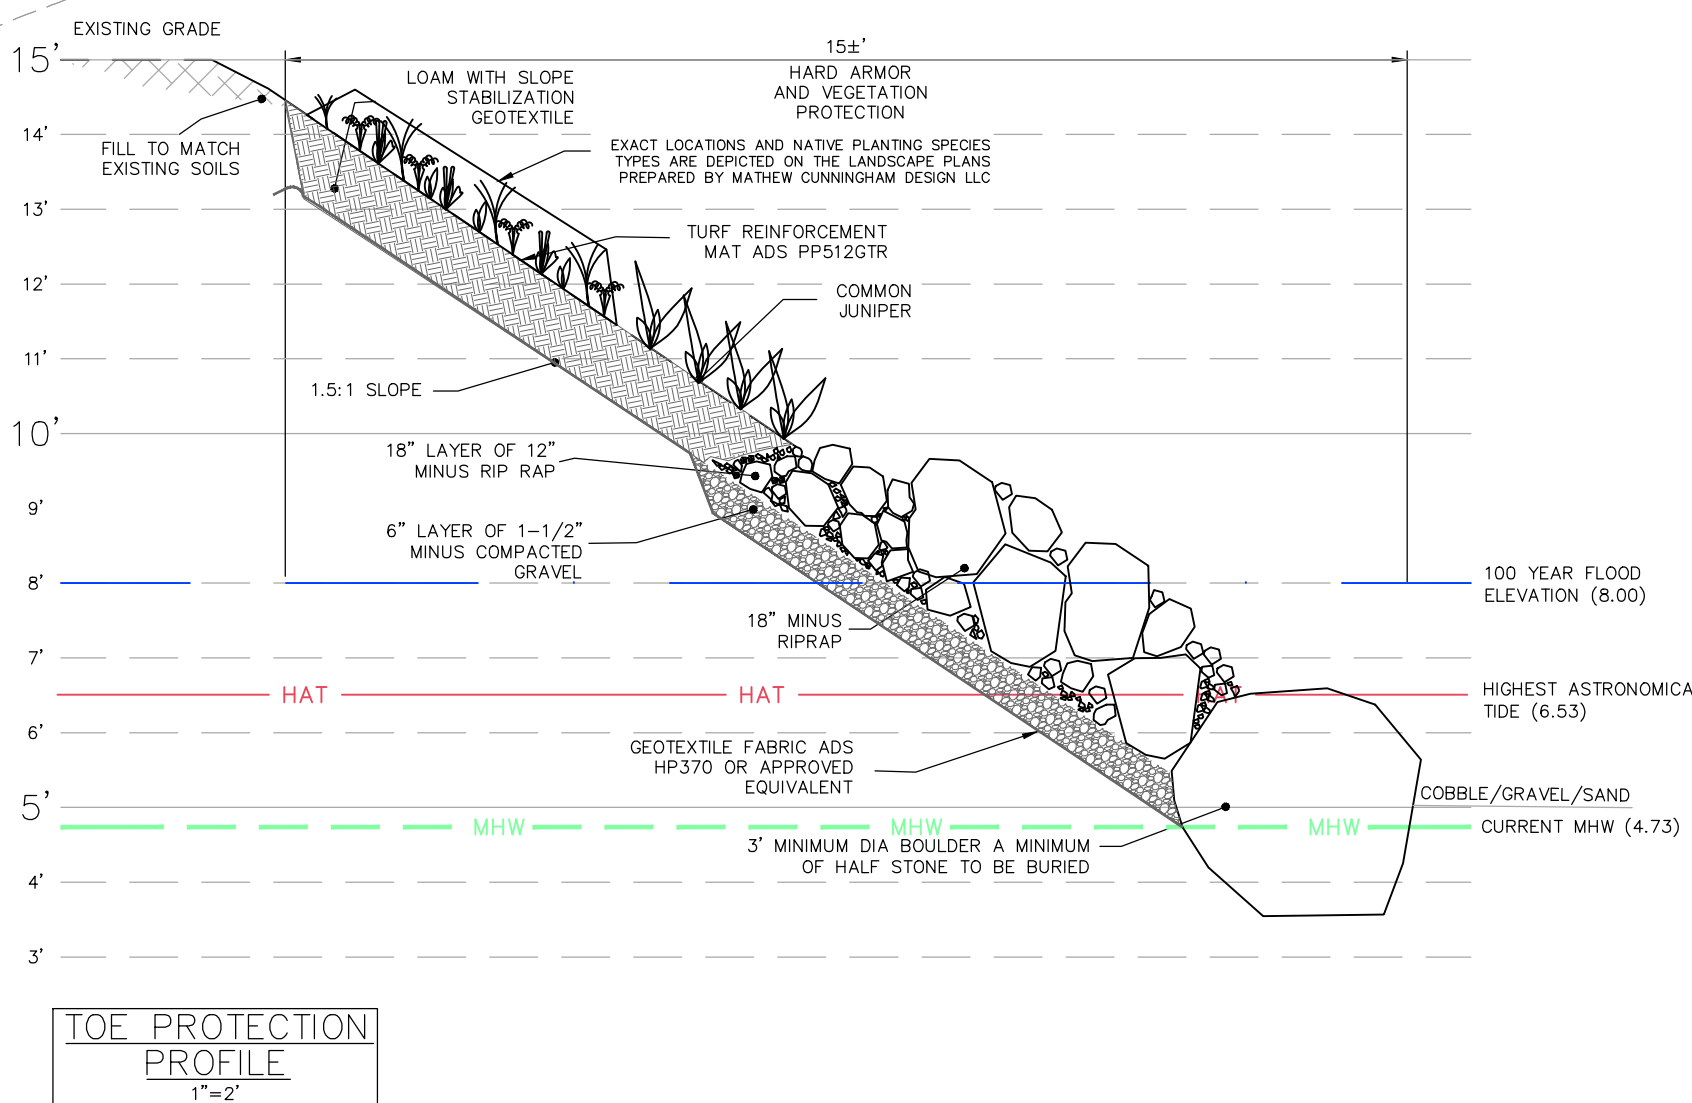 EXISTING GRADE
15'
15±'
HARD ARMOR
AND VEGETATION
PROTECTION
LOAM WITH SLOPE
STABILIZATION
GEOTEXTILE
14'
FILL TO MATCH
EXISTING SOILS
EXACT LOCATIONS AND NATIVE PLANTING SPECIES
TYPES ARE DEPICTED ON THE LANDSCAPE PLANS
PREPARED BY MATHEW CUNNINGHAM DESIGN LLC
13'
TURF REINFORCEMENT
MAT ADS PP512GTR
12'
COMMON
JUNIPER
11'
1.5:1 SLOPE
10'
18" LAYER OF 12"
MINUS RIP RAP
9'
6" LAYER OF 1-1/2"
MINUS COMPACTED
GRAVEL
8'
100 YEAR FLOOD
ELEVATION (8.00)
18" MINUS
RIPRAP
7'
HAT HAT HAT
HIGHEST ASTRONOMICA
TIDE (6.53)
6'
GEOTEXTILE FABRIC ADS
HP370 OR APPROVED
EQUIVALENT
5'
COBBLE/GRAVEL/SAND
MHW MHW MHW
CURRENT MHW (4.73)
3' MINIMUM DIA BOULDER A MINIMUM
OF HALF STONE TO BE BURIED
4'
3'
TOE PROTECTION
PROFILE
1"=2'